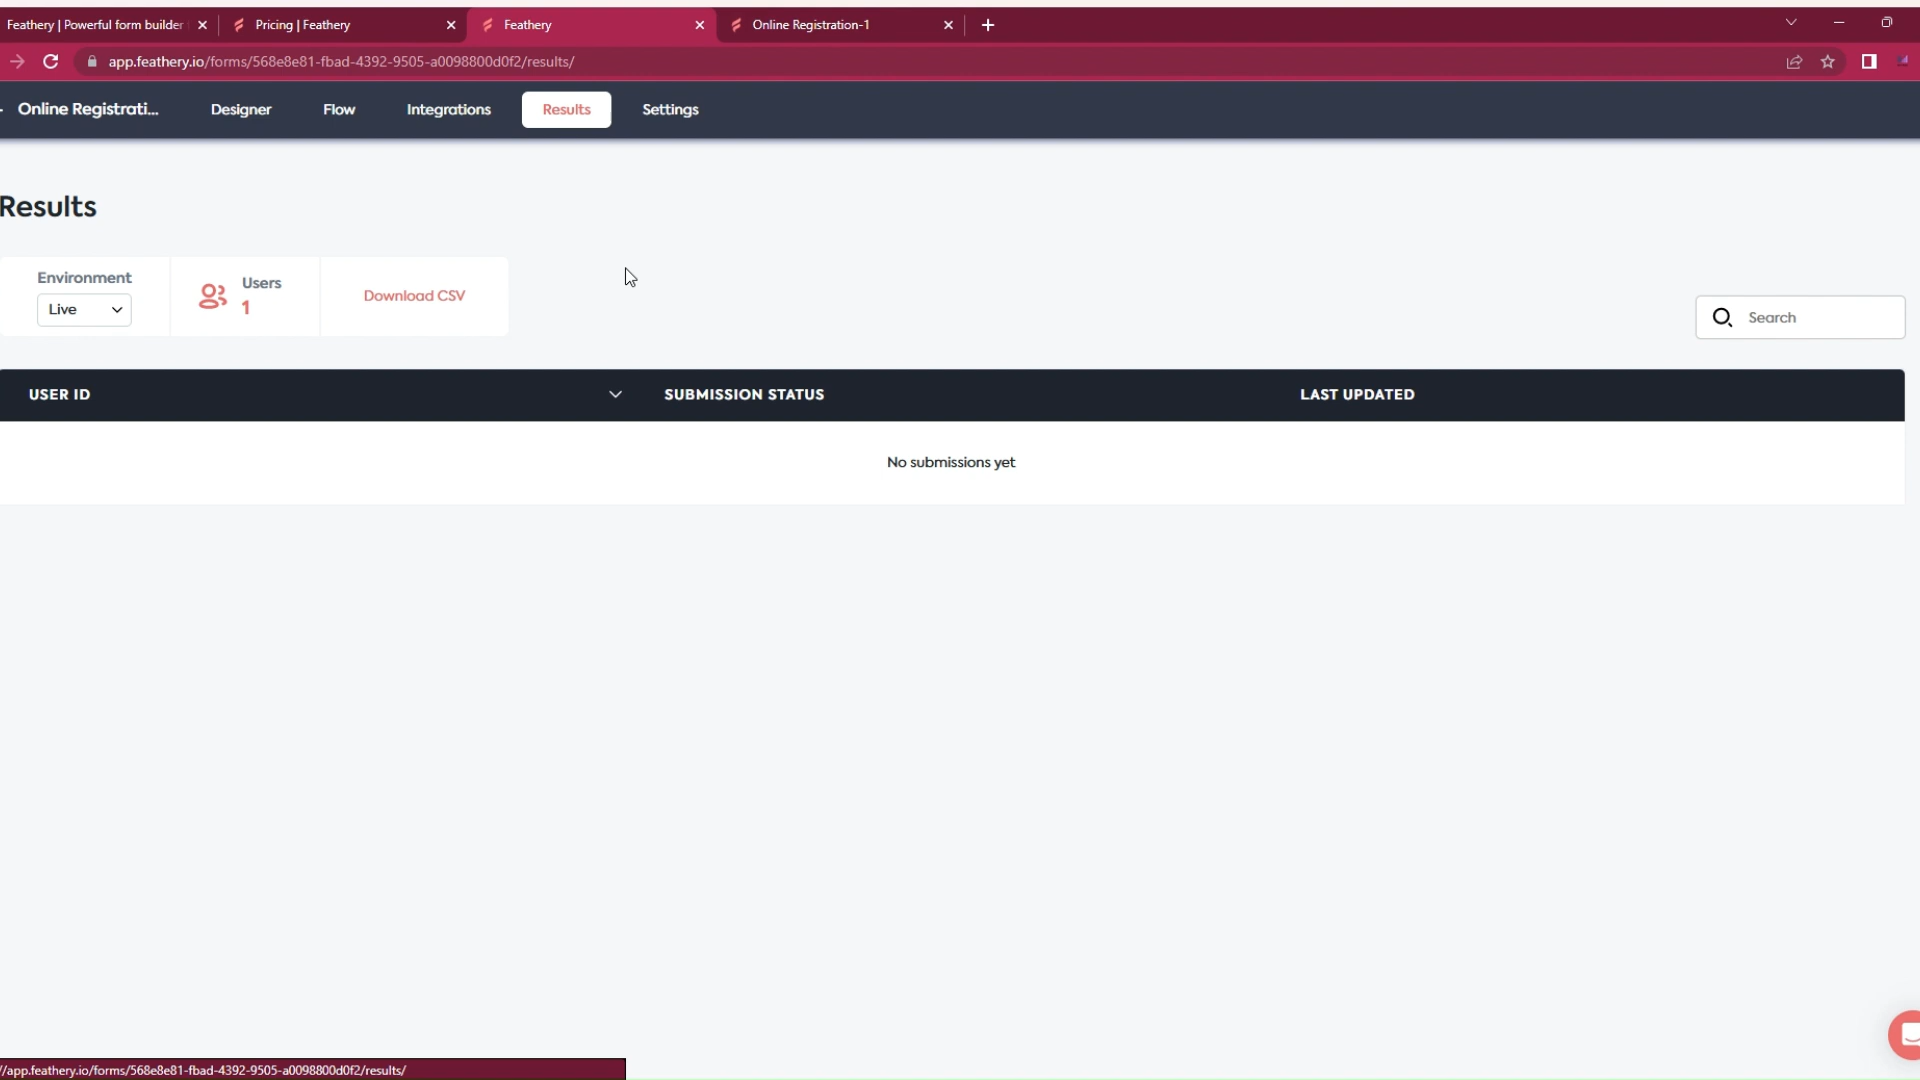 Feathery | Powerful form builder
Pricing | Feathery
Feathery
Online Registration-1
app.feathery.io/forms/568e8e81-fbad-4392-9505-a0098800d0f2/results/
Online Registrati...
Designer
Flow
Integrations
Results
Settings
Results
Environment
Live
Users
1
Download CSV
Search
USER ID
SUBMISSION STATUS
LAST UPDATED
No submissions yet
//app.feathery.io/forms/568e8e81-fbad-4392-9505-a0098800d0f2/results/